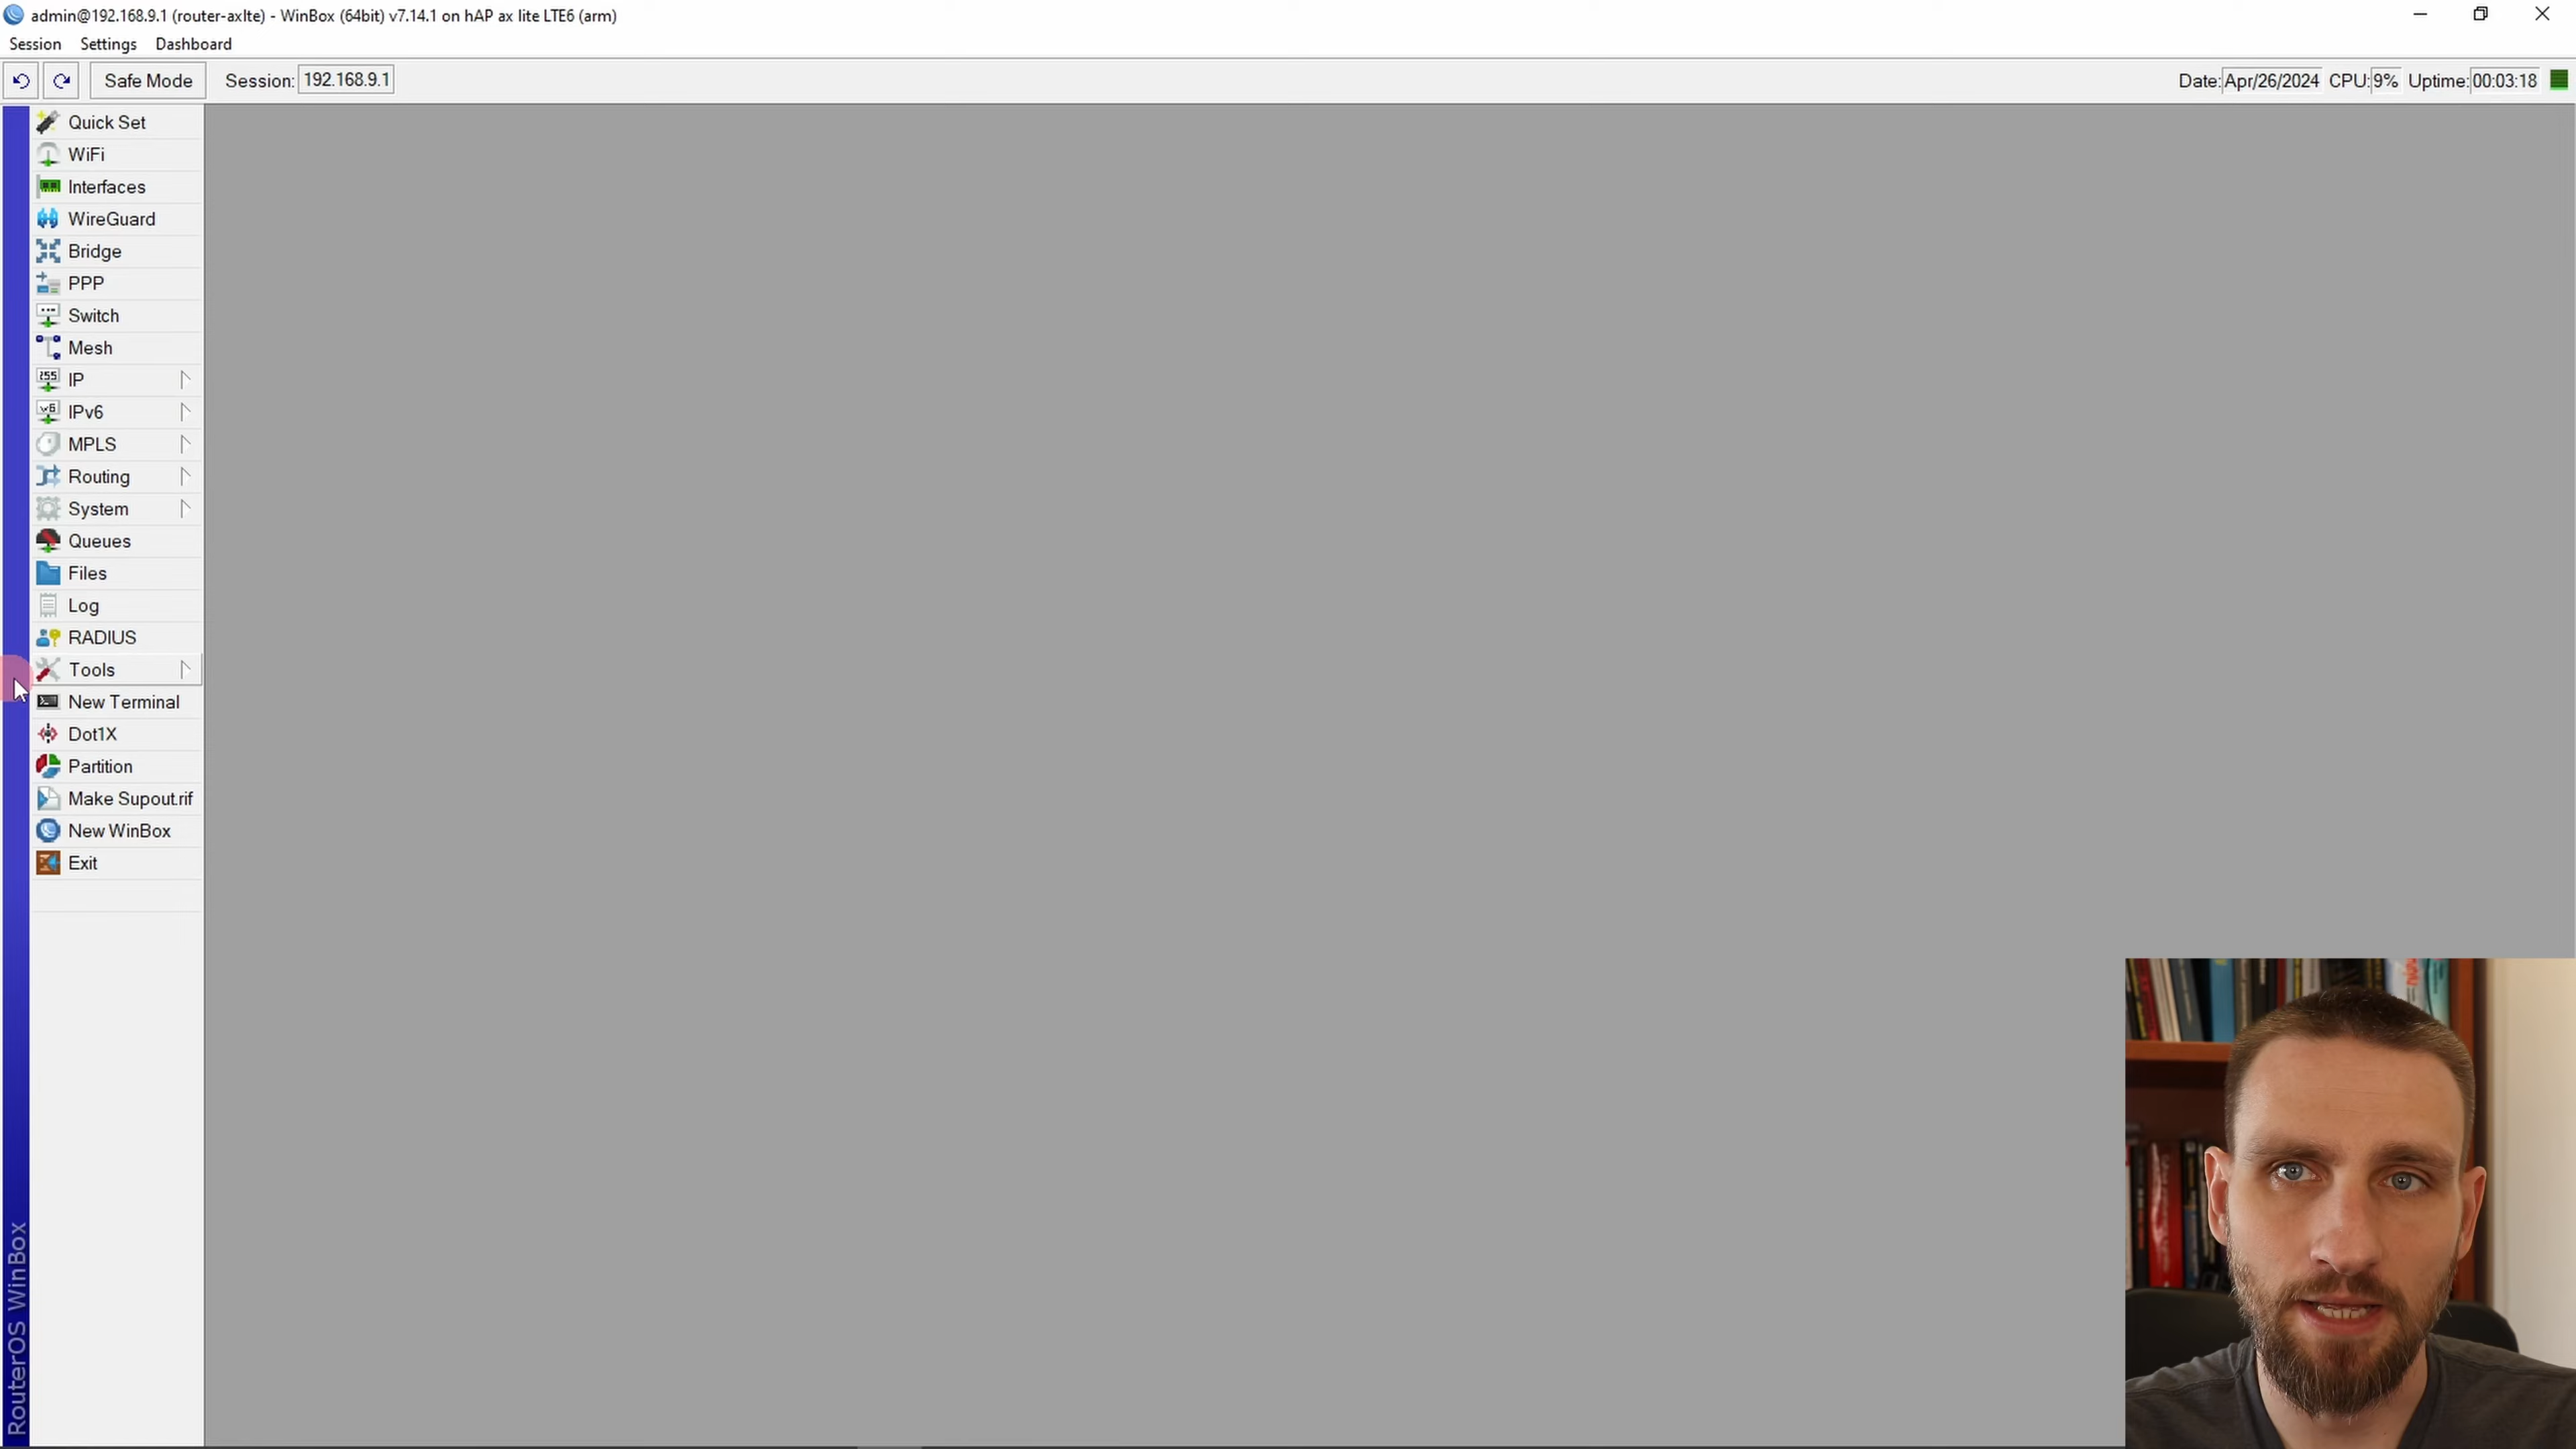 admin@192.168.9.1 (router-axlte) - WinBox (64bit) v7.14.1 on hAP ax lite LTE6 (arm)
Session Settings Dashboard
Safe Mode Session: 192.168.9.1 Date: Apr/26/2024 CPU: 9% Uptime: 00:03:18
Quick Set
WiFi
Interfaces
WireGuard
Bridge
PPP
Switch
Mesh
255 IP
v6 IPv6
MPLS
Routing
System
Queues
Files
Log
RADIUS
Tools
New Terminal
Dot1X
Partition
Make Supout.rif
New WinBox
Exit
RouterOS WinBox